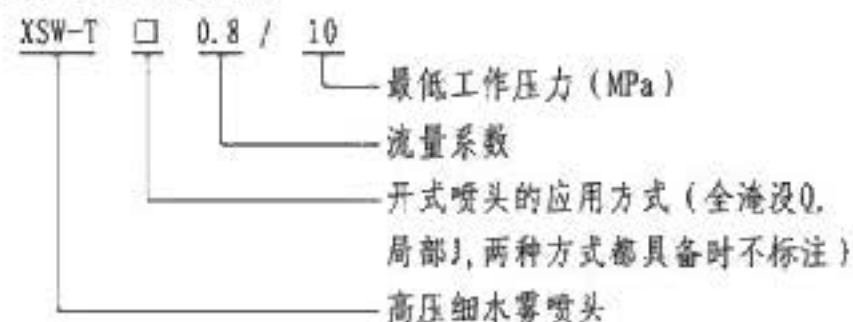 XSW-T □ 0.8 / 10
最低工作压力（MPa）
流量系数
开式喷头的应用方式（全淹没Q,
局部J,两种方式都具备时不标注）
高压细水雾喷头